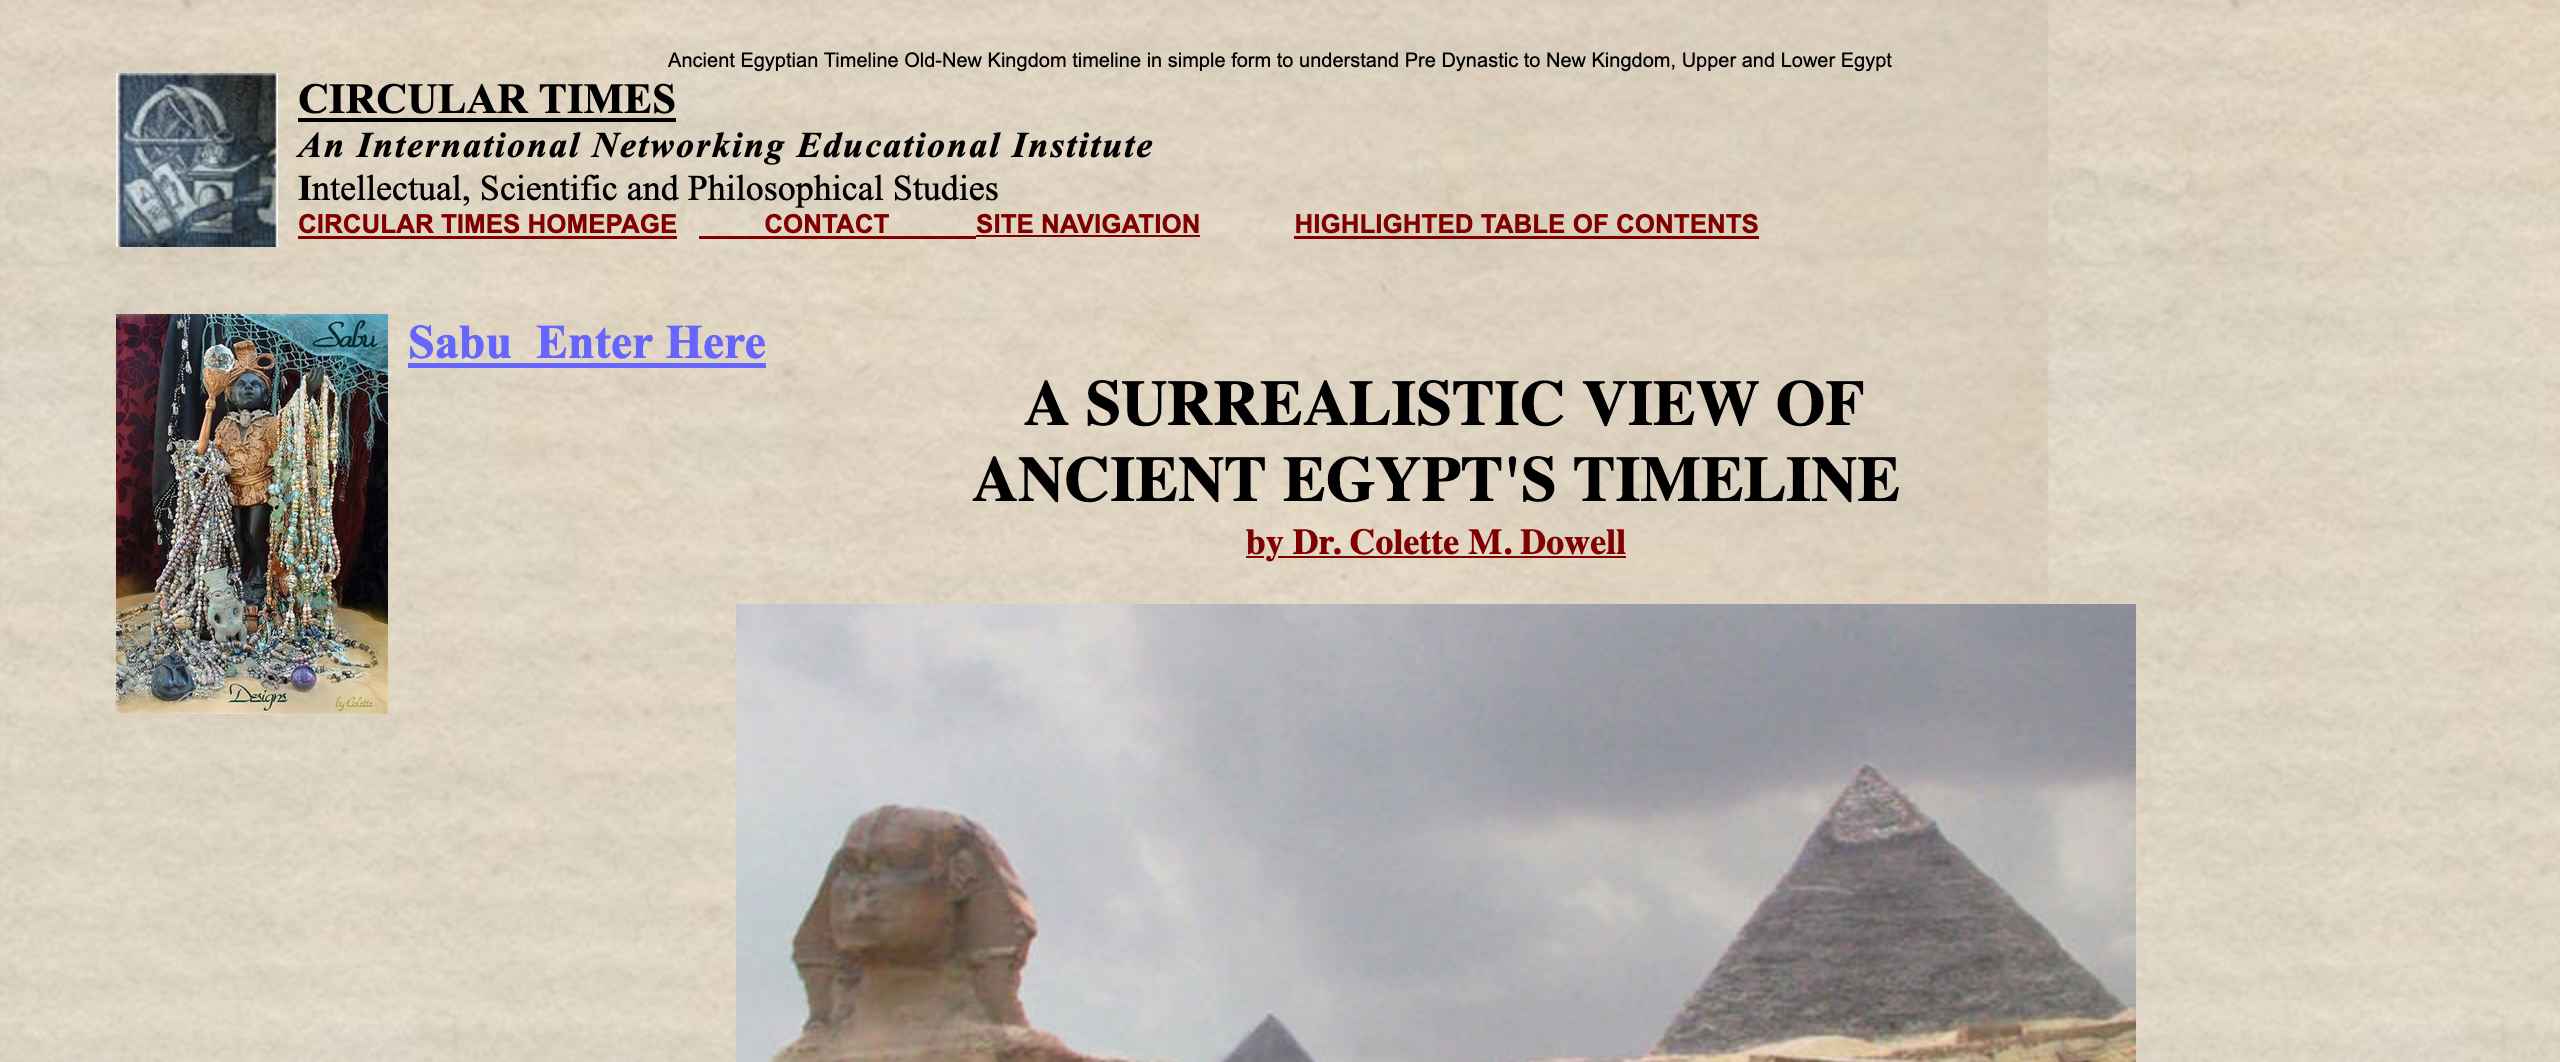 Ancient Egyptian Timeline Old-New Kingdom timeline in simple form to understand Pre Dynastic to New Kingdom, Upper and Lower Egypt
CIRCULAR TIMES
An International Networking Educational Institute
Intellectual, Scientific and Philosophical Studies
CIRCULAR TIMES HOMEPAGE CONTACT SITE NAVIGATION HIGHLIGHTED TABLE OF CONTENTS
Sabu
Designs
by Colette
Sabu Enter Here
A SURREALISTIC VIEW OF
ANCIENT EGYPT'S TIMELINE
by Dr. Colette M. Dowell